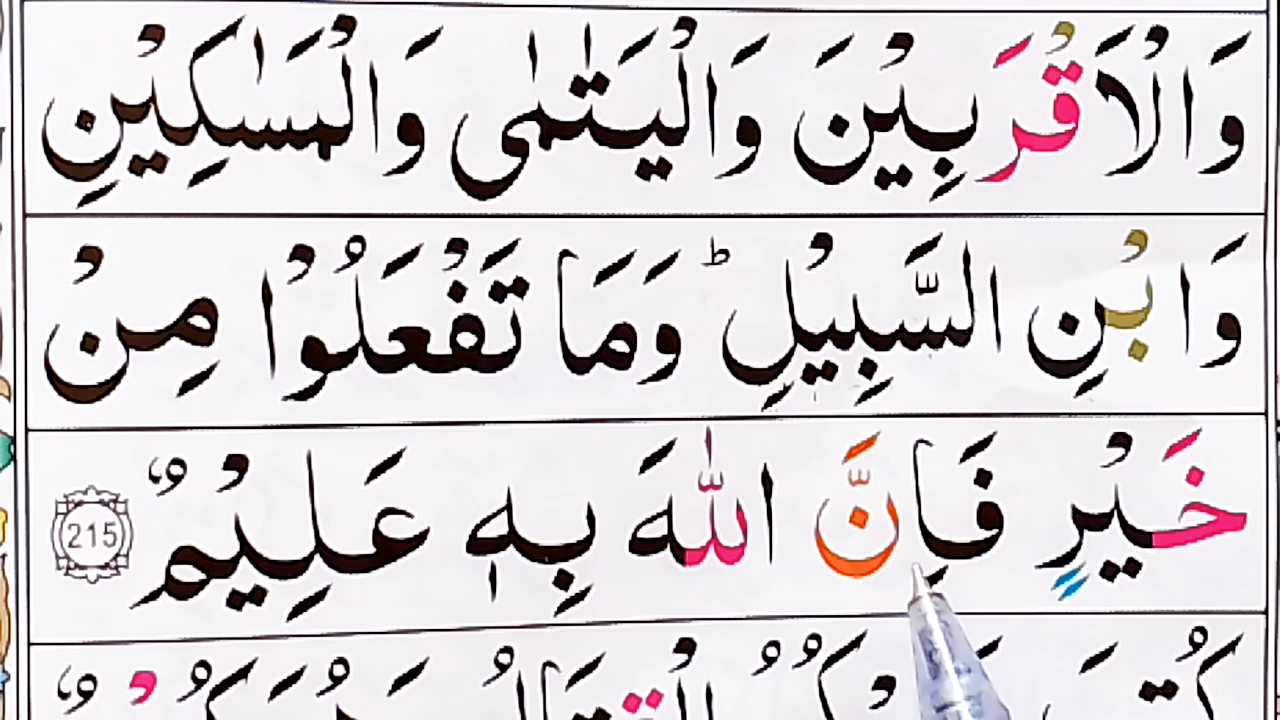 وَالْاَقْرَبِيْنَ وَالْيَتٰمٰى وَالْمَسٰكِيْنِ
وَابْنِ السَّبِيْلِ ؕ وَمَا تَفْعَلُوْا مِنْ
خَيْرٍ فَاِنَّ اللّٰهَ بِهٖ عَلِيْمٌ 215